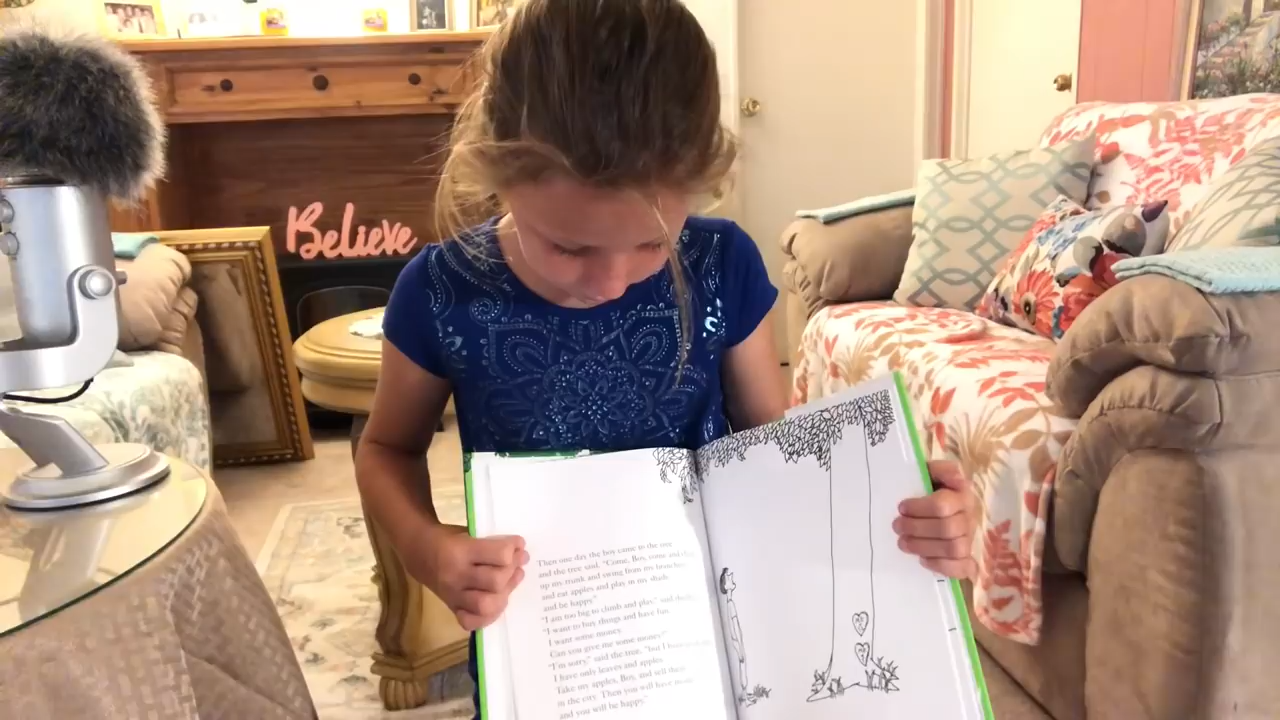 Believe
Then one day the boy came to the tree
and the tree said, "Come, Boy, come and
up my trunk and swing from my branches
and eat apples and play in my shade
and be happy."
"I am too big to climb and play," said
"I want to buy things and have fun.
I want some money.
Can you give me some money?"
"I'm sorry," said the tree, "but I have
I have only leaves and apples.
Take my apples, Boy, and sell them
in the city. Then you will have
and you will be happy."